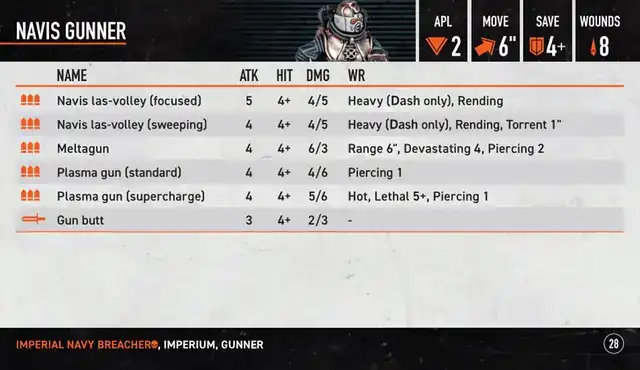 NAVIS GUNNER
APL
2
MOVE
6"
SAVE
4+
WOUNDS
8
NAME ATK HIT DMG WR
Navis las-volley (focused) 5 4+ 4/5 Heavy (Dash only), Rending
Navis las-volley (sweeping) 4 4+ 4/5 Heavy (Dash only), Rending, Torrent 1"
Meltagun 4 4+ 6/3 Range 6", Devastating 4, Piercing 2
Plasma gun (standard) 4 4+ 4/6 Piercing 1
Plasma gun (supercharge) 4 4+ 5/6 Hot, Lethal 5+, Piercing 1
Gun butt 3 4+ 2/3 -
IMPERIAL NAVY BREACHER, IMPERIUM, GUNNER
28